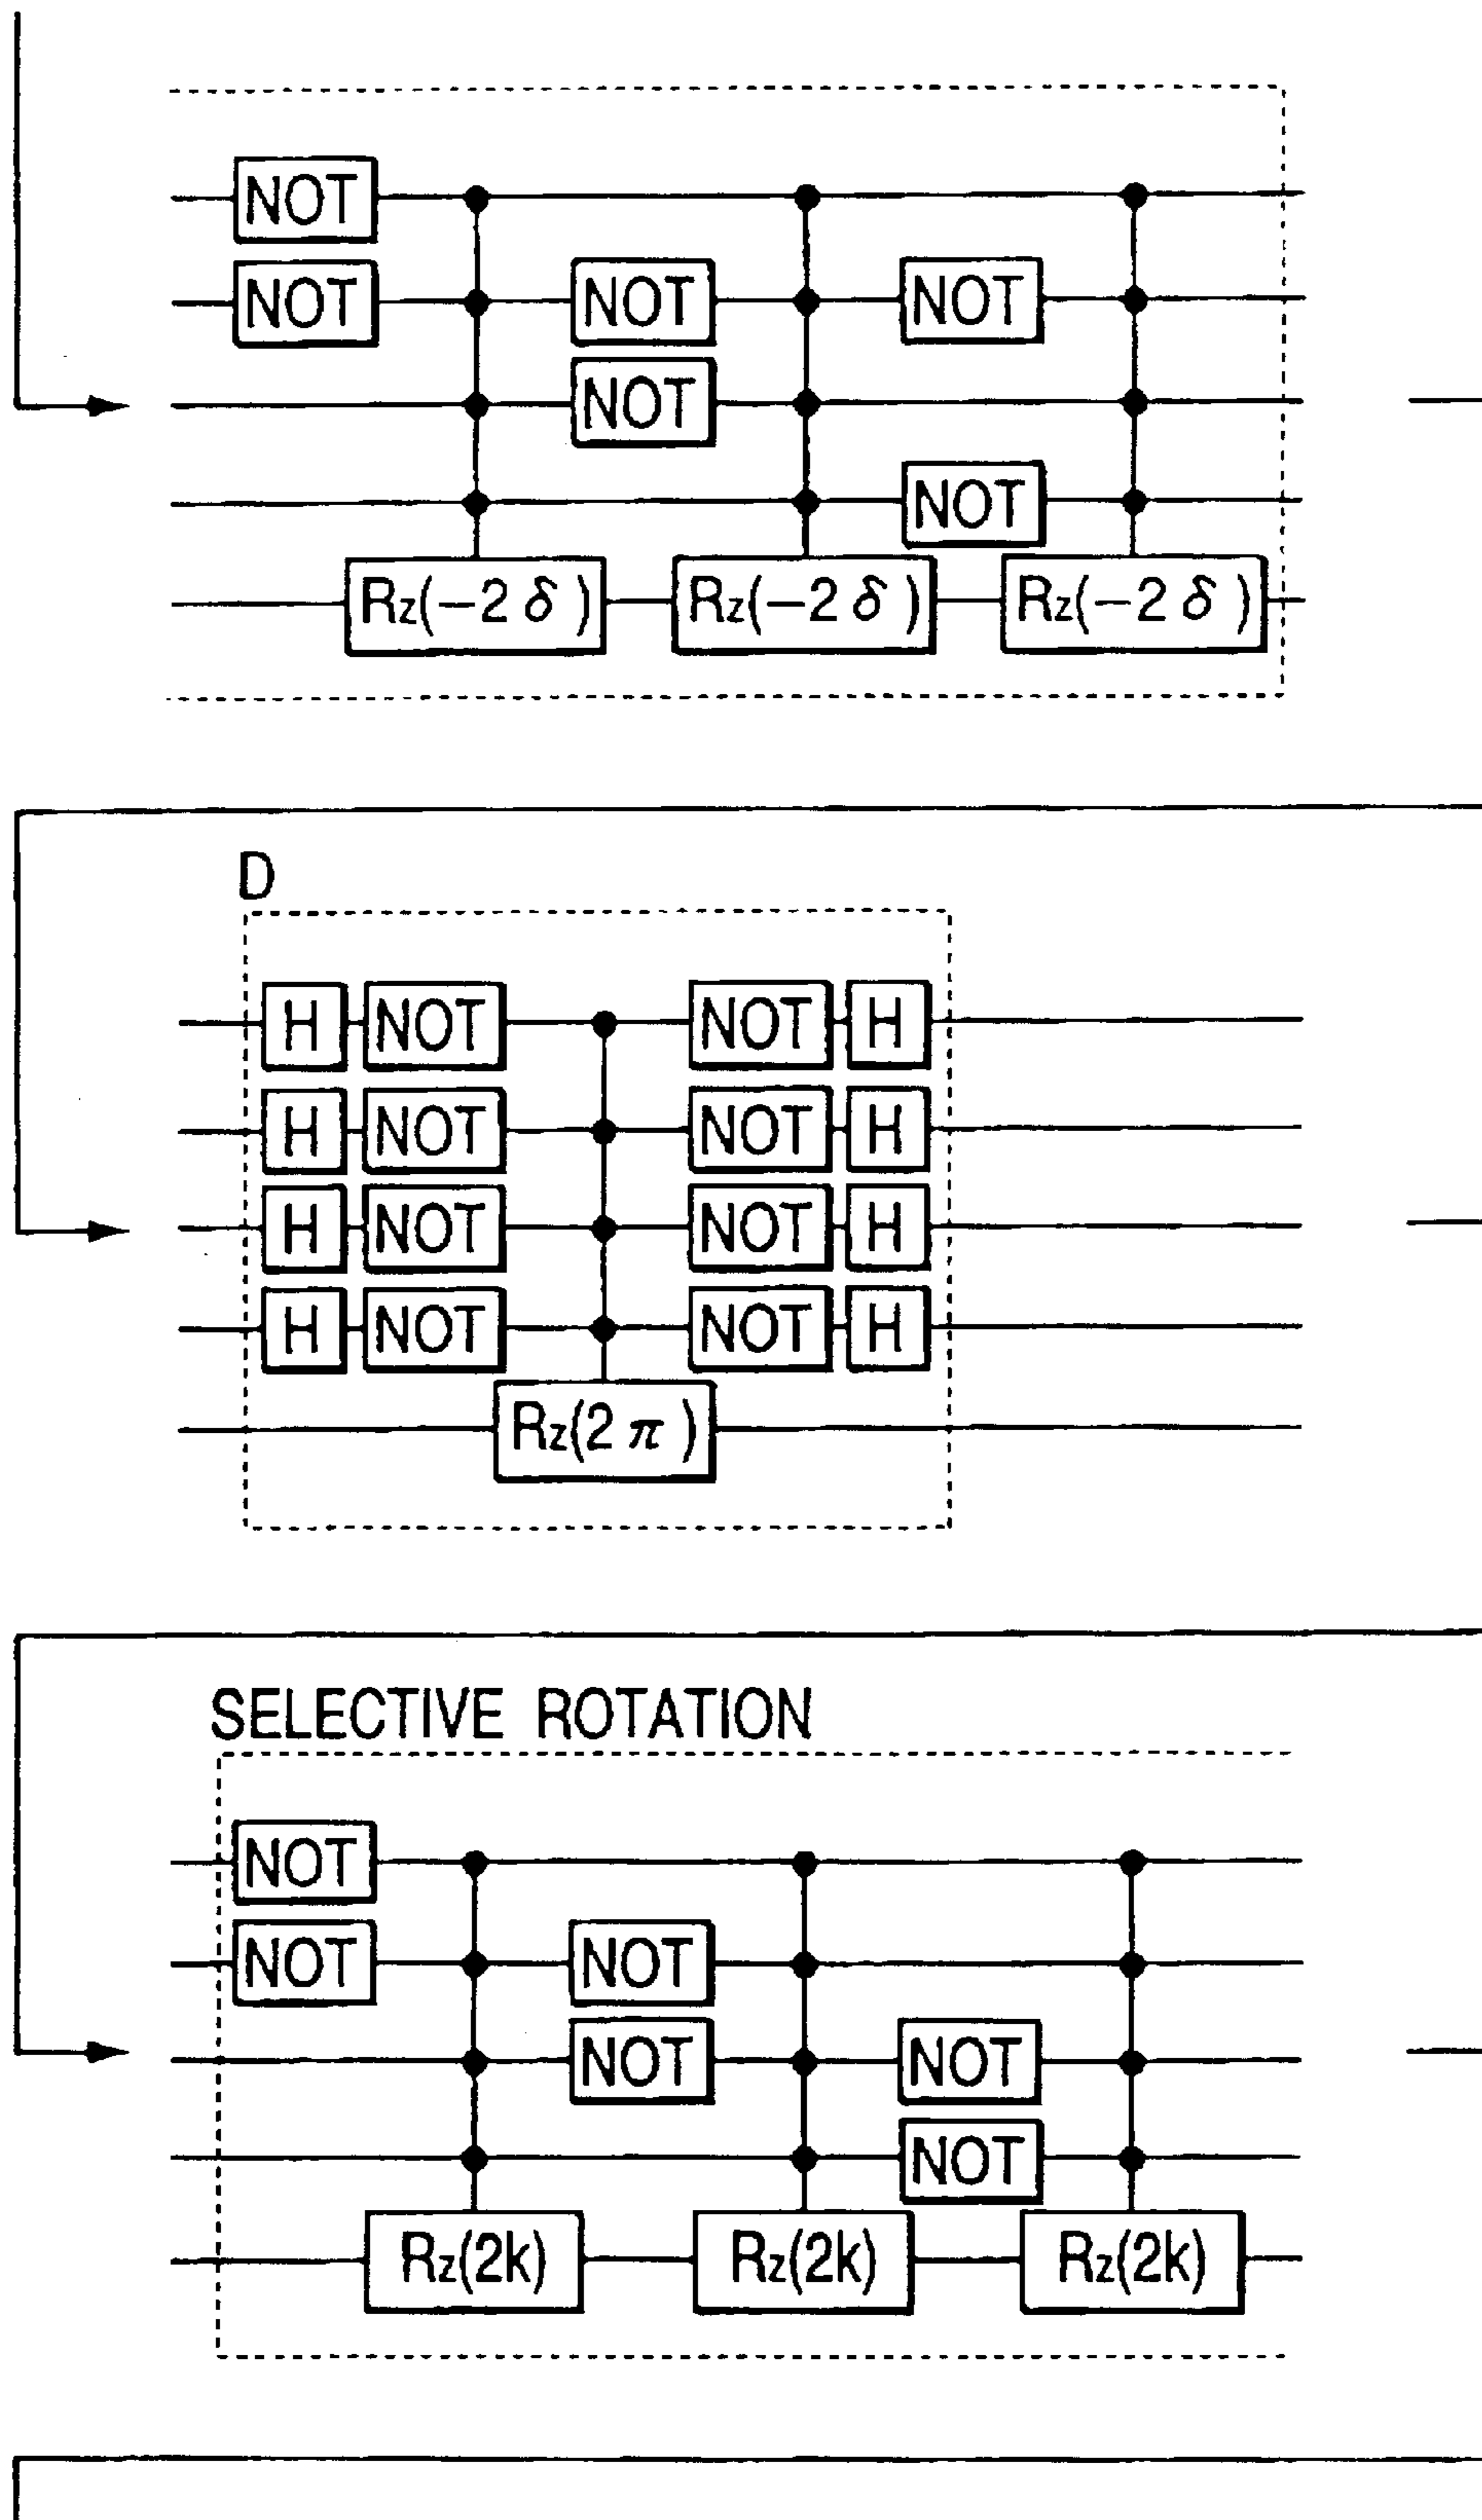 NOT
NOT NOT NOT
NOT
NOT
Rz(−2δ) Rz(−2δ) Rz(−2δ)
D
H NOT NOT H
H NOT NOT H
H NOT NOT H
H NOT NOT H
Rz(2π)
SELECTIVE ROTATION
NOT
NOT NOT
NOT NOT
NOT
Rz(2k) Rz(2k) Rz(2k)